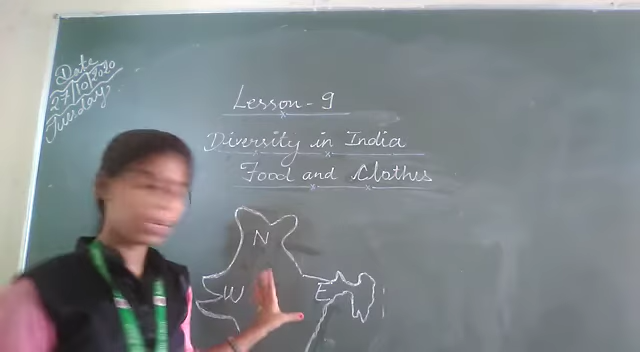 Date
27/10/2020
Tuesday
Lesson - 9
Diversity in India
Food and Clothes
N
W
E